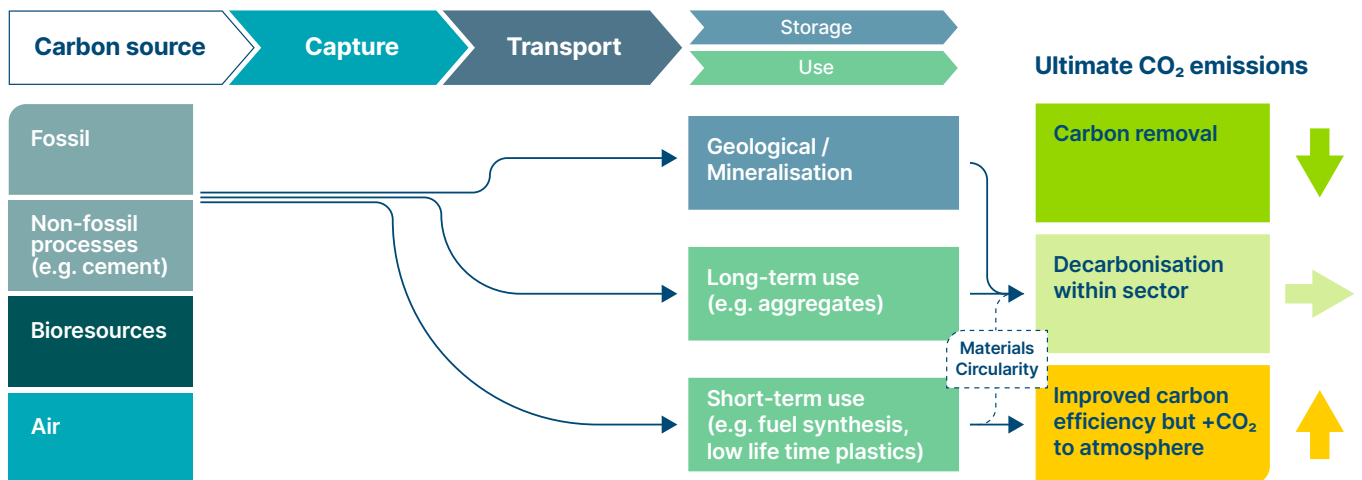 Carbon source
Capture
Transport
Storage
Use
Ultimate CO₂ emissions
Fossil
Non-fossil
processes
(e.g. cement)
Bioresources
Air
Geological /
Mineralisation
Long-term use
(e.g. aggregates)
Short-term use
(e.g. fuel synthesis,
low life time plastics)
Materials
Circularity
Carbon removal
Decarbonisation
within sector
Improved carbon
efficiency but +CO₂
to atmosphere